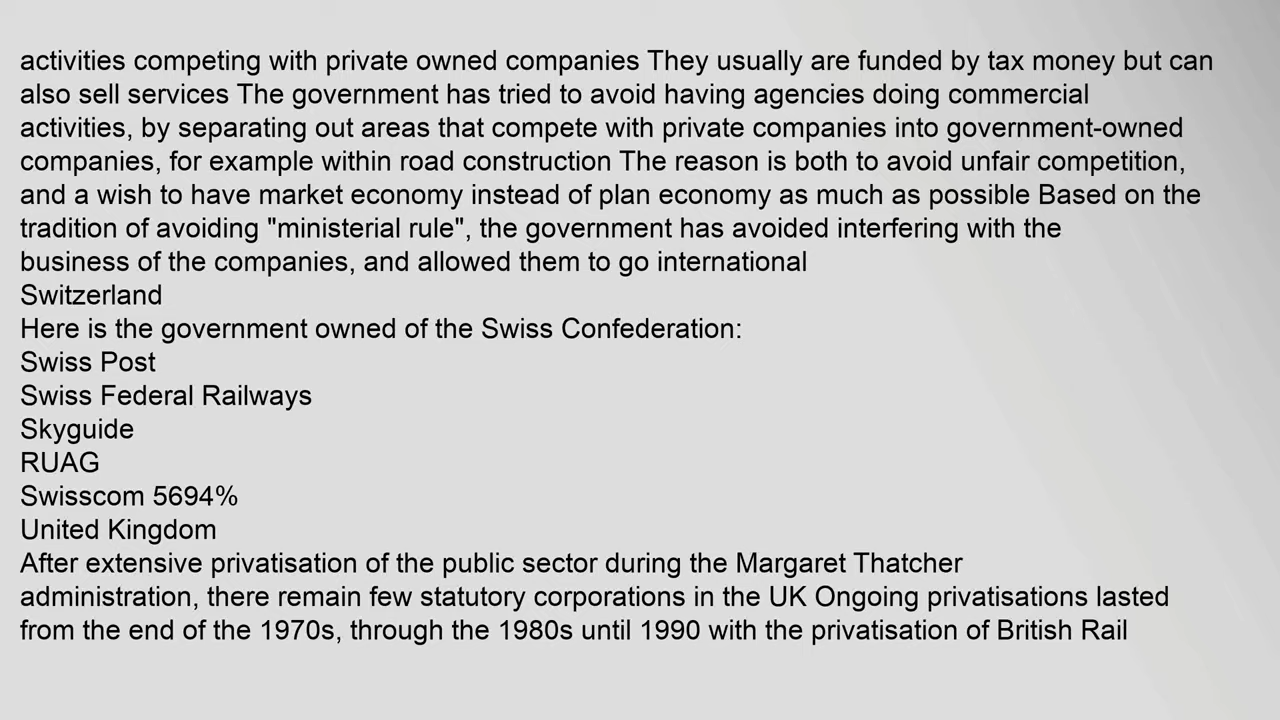 activities competing with private owned companies They usually are funded by tax money but can
also sell services The government has tried to avoid having agencies doing commercial
activities, by separating out areas that compete with private companies into government-owned
companies, for example within road construction The reason is both to avoid unfair competition,
and a wish to have market economy instead of plan economy as much as possible Based on the
tradition of avoiding "ministerial rule", the government has avoided interfering with the
business of the companies, and allowed them to go international
Switzerland
Here is the government owned of the Swiss Confederation:
Swiss Post
Swiss Federal Railways
Skyguide
RUAG
Swisscom 5694%
United Kingdom
After extensive privatisation of the public sector during the Margaret Thatcher
administration, there remain few statutory corporations in the UK Ongoing privatisations lasted
from the end of the 1970s, through the 1980s until 1990 with the privatisation of British Rail